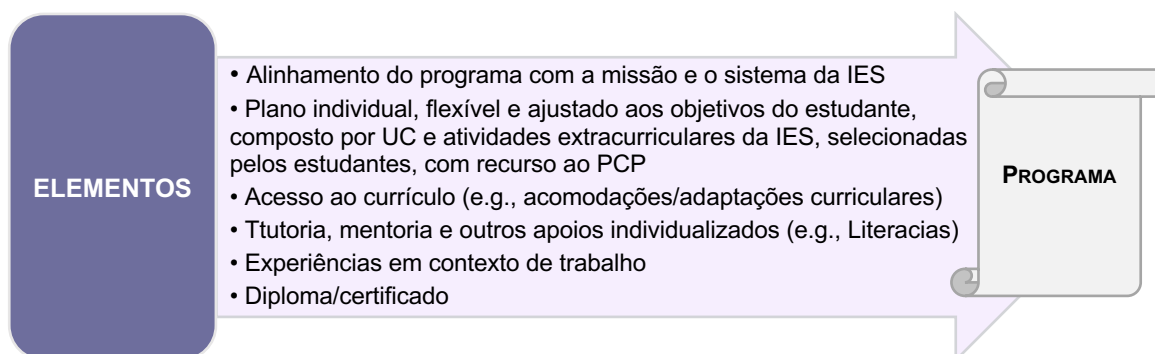 ELEMENTOS
• Alinhamento do programa com a missão e o sistema da IES
• Plano individual, flexível e ajustado aos objetivos do estudante,
composto por UC e atividades extracurriculares da IES, selecionadas
pelos estudantes, com recurso ao PCP
• Acesso ao currículo (e.g., acomodações/adaptações curriculares)
• Ttutoria, mentoria e outros apoios individualizados (e.g., Literacias)
• Experiências em contexto de trabalho
• Diploma/certificado
PROGRAMA